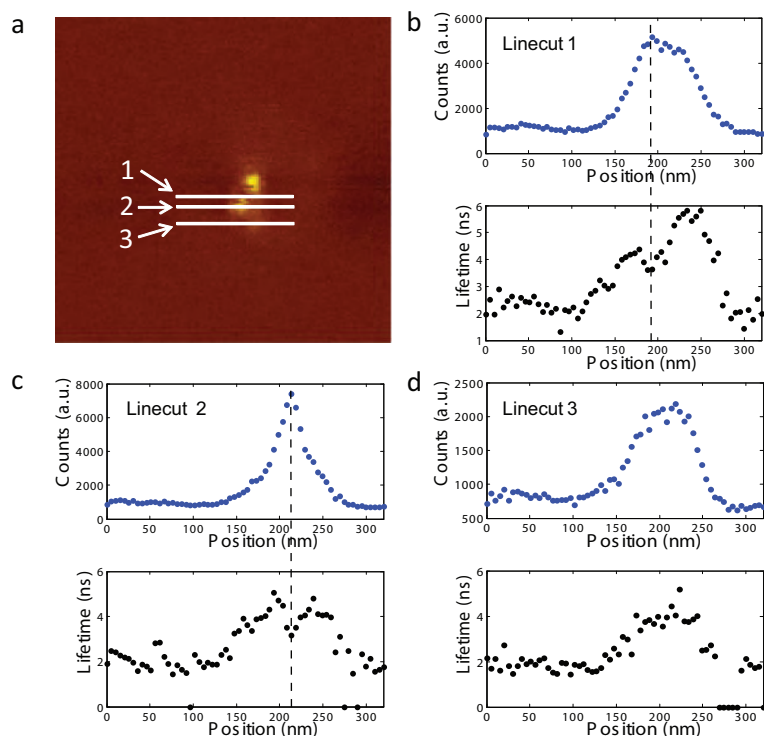 a
1
2
3
b
Linecut 1
Counts (a.u.)
6000
4000
2000
0
0 50 100 150 200 250 300
Position (nm)
Lifetime (ns)
6
5
4
3
2
1
0 50 100 150 200 250 300
Position (nm)
c
Linecut 2
Counts (a.u.)
8000
6000
4000
2000
0
0 50 100 150 200 250 300
Position (nm)
Lifetime (ns)
6
4
2
0
0 50 100 150 200 250 300
Position (nm)
d
Linecut 3
Counts (a.u.)
2500
2000
1500
1000
500
0 50 100 150 200 250 300
Position (nm)
Lifetime (ns)
6
4
2
0
0 50 100 150 200 250 300
Position (nm)